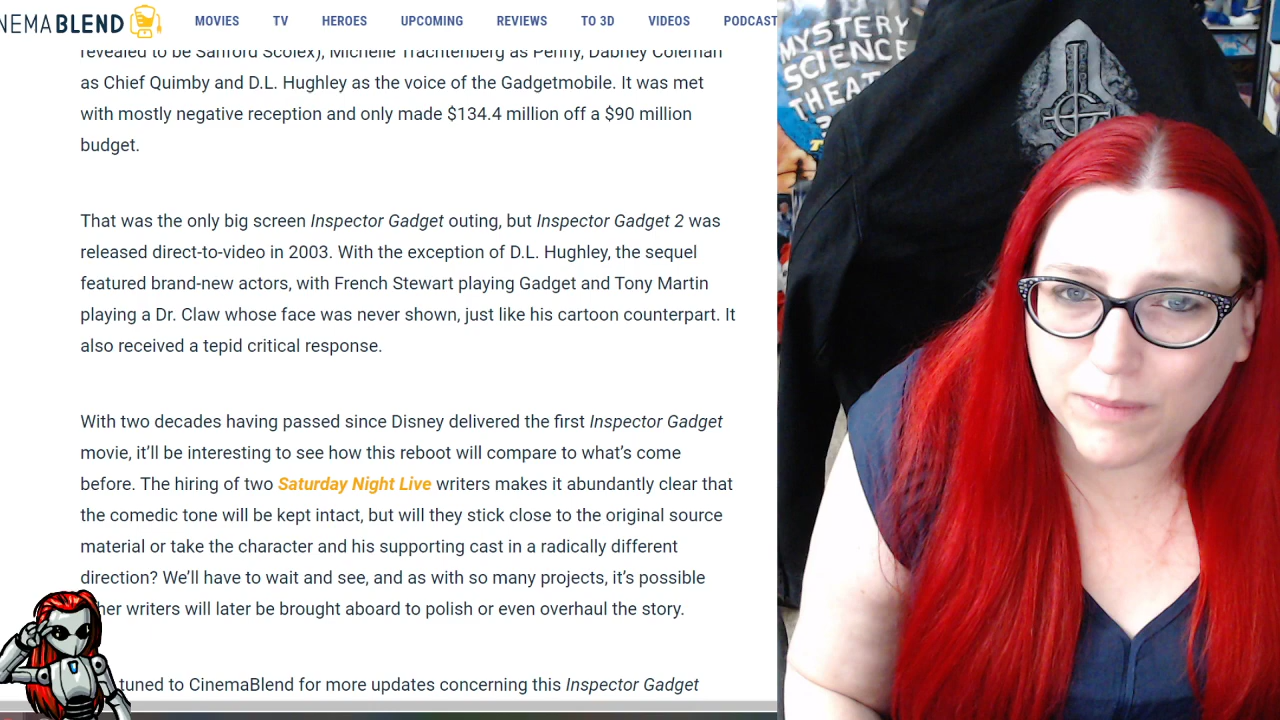 NEMABLEND MOVIES TV HEROES UPCOMING REVIEWS TO 3D VIDEOS PODCAST
revealed to be Sanford Scolex), Michelle Trachtenberg as Penny, Dabney Coleman
as Chief Quimby and D.L. Hughley as the voice of the Gadgetmobile. It was met
with mostly negative reception and only made $134.4 million off a $90 million
budget.
That was the only big screen Inspector Gadget outing, but Inspector Gadget 2 was
released direct-to-video in 2003. With the exception of D.L. Hughley, the sequel
featured brand-new actors, with French Stewart playing Gadget and Tony Martin
playing a Dr. Claw whose face was never shown, just like his cartoon counterpart. It
also received a tepid critical response.
With two decades having passed since Disney delivered the first Inspector Gadget
movie, it'll be interesting to see how this reboot will compare to what's come
before. The hiring of two Saturday Night Live writers makes it abundantly clear that
the comedic tone will be kept intact, but will they stick close to the original source
material or take the character and his supporting cast in a radically different
direction? We'll have to wait and see, and as with so many projects, it's possible
her writers will later be brought aboard to polish or even overhaul the story.
tuned to CinemaBlend for more updates concerning this Inspector Gadget
MYSTERY
SCIENCE
THEAT